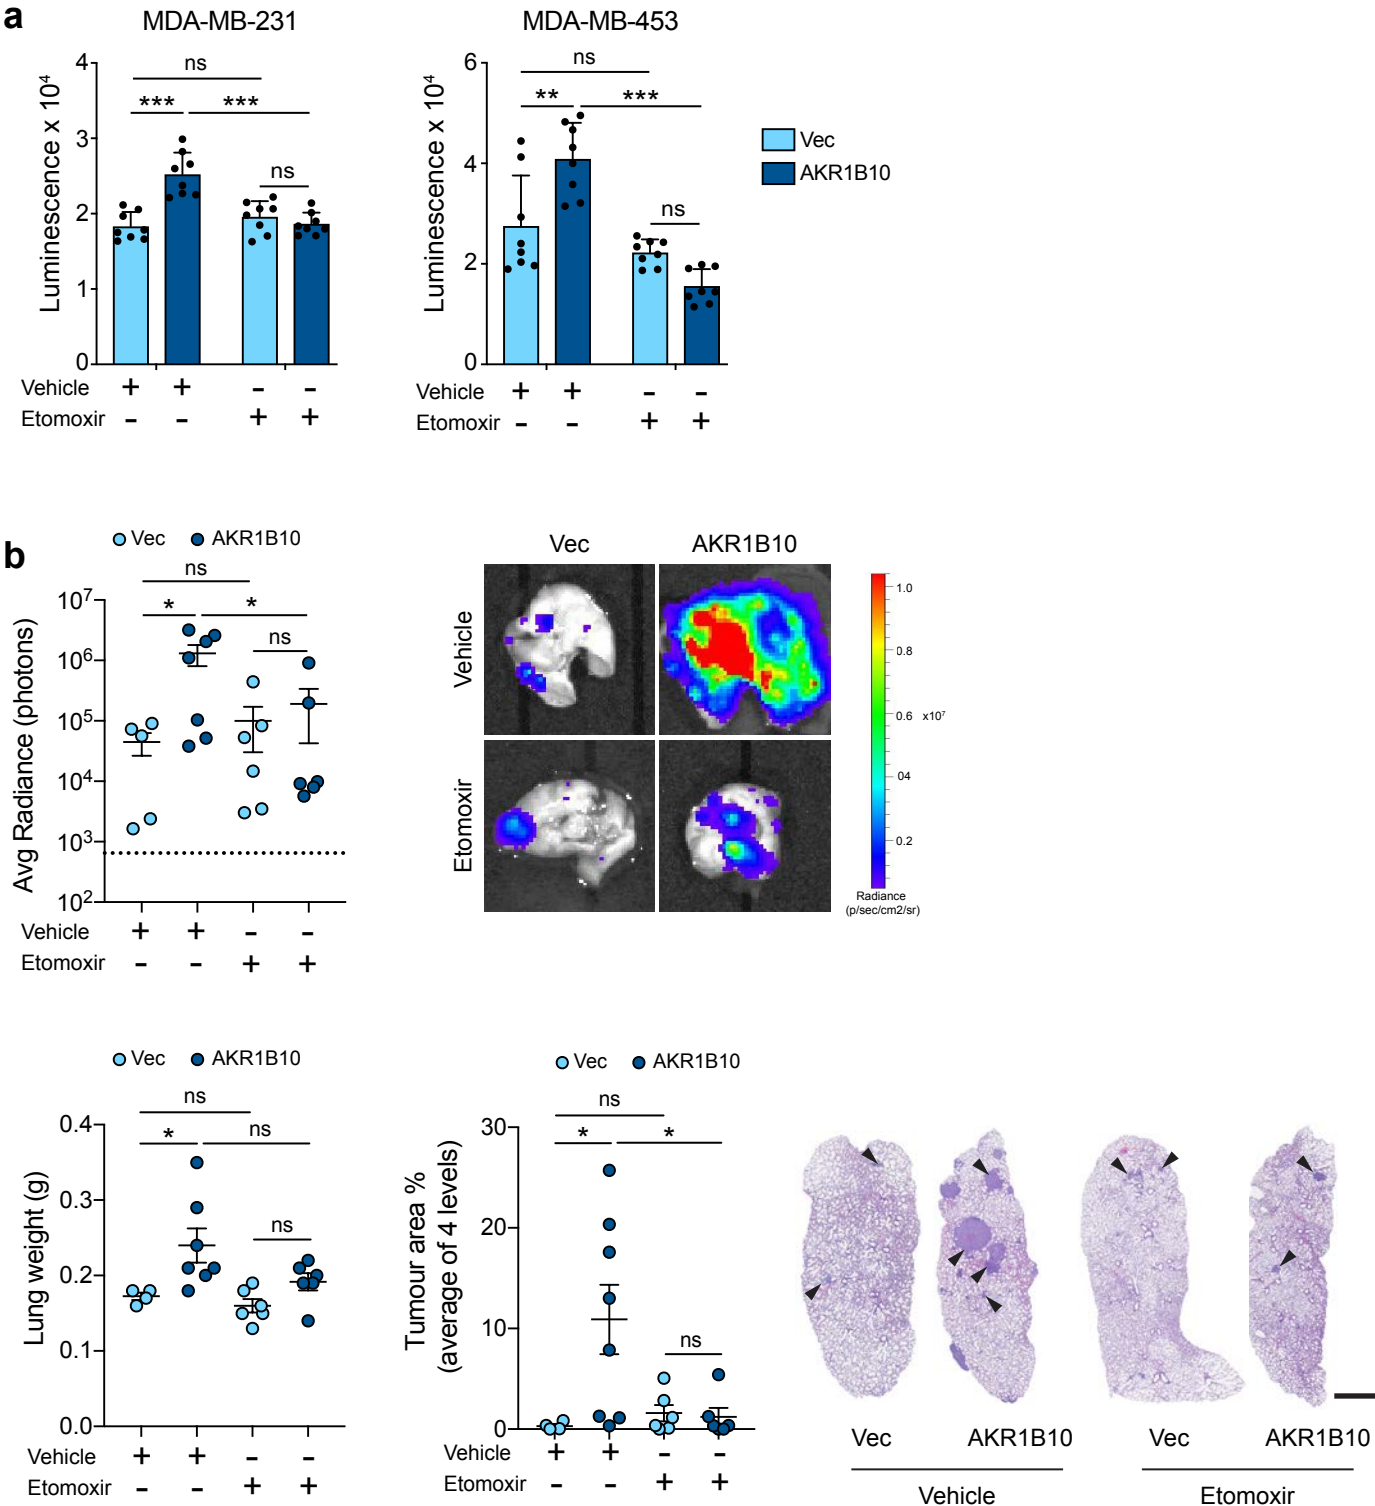 a
MDA-MB-231
MDA-MB-453
Luminescence x 10⁴
4
3
2
1
0
ns
*** ***
ns
Vehicle + + - -
Etomoxir - - + +
Luminescence x 10⁴
6
4
2
0
ns
** ***
ns
Vehicle + + - -
Etomoxir - - + +
Vec
AKR1B10
b
Vec AKR1B10
Avg Radiance (photons)
10⁷
10⁶
10⁵
10⁴
10³
10²
ns
* *
ns
Vehicle + + - -
Etomoxir - - + +
Vec AKR1B10
Vehicle
Etomoxir
1.0
0.8
0.6 x10⁷
04
0.2
Radiance
(p/sec/cm2/sr)
Vec AKR1B10
Lung weight (g)
0.4
0.3
0.2
0.1
0.0
ns
* ns
ns
Vehicle + + - -
Etomoxir - - + +
Vec AKR1B10
Tumour area %
(average of 4 levels)
30
20
10
0
ns
* *
ns
Vehicle + + - -
Etomoxir - - + +
Vec AKR1B10 Vec AKR1B10
Vehicle Etomoxir